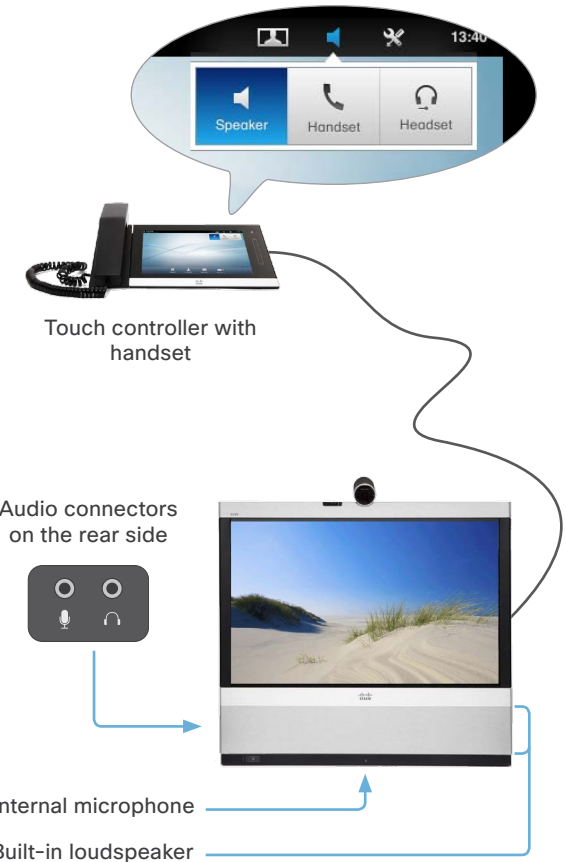 13:40
Speaker
Handset
Headset
Touch controller with
handset
Audio connectors
on the rear side
nternal microphone
Built-in loudspeaker